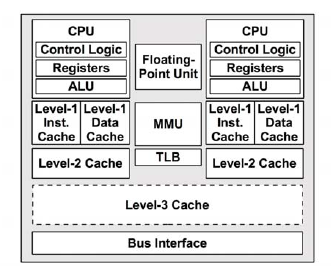 CPU
Control Logic
Registers
ALU
Level-1
Inst.
Cache
Level-1
Data
Cache
Level-2 Cache
Floating-
Point Unit
MMU
TLB
CPU
Control Logic
Registers
ALU
Level-1
Inst.
Cache
Level-1
Data
Cache
Level-2 Cache
Level-3 Cache
Bus Interface